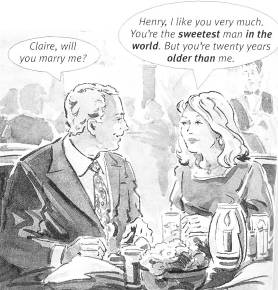 Claire, will
you marry me?
Henry, I like you very much.
You're the sweetest man in the
world. But you're twenty years
older than me.